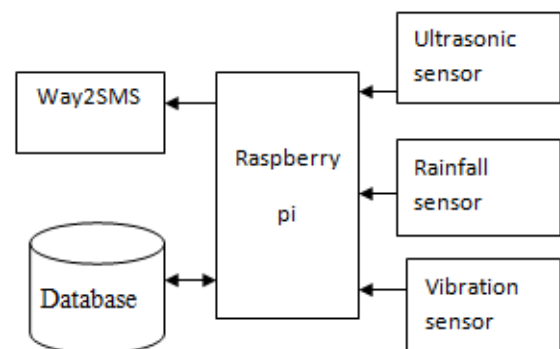 Way2SMS
Database
Raspberry
pi
Ultrasonic
sensor
Rainfall
sensor
Vibration
sensor